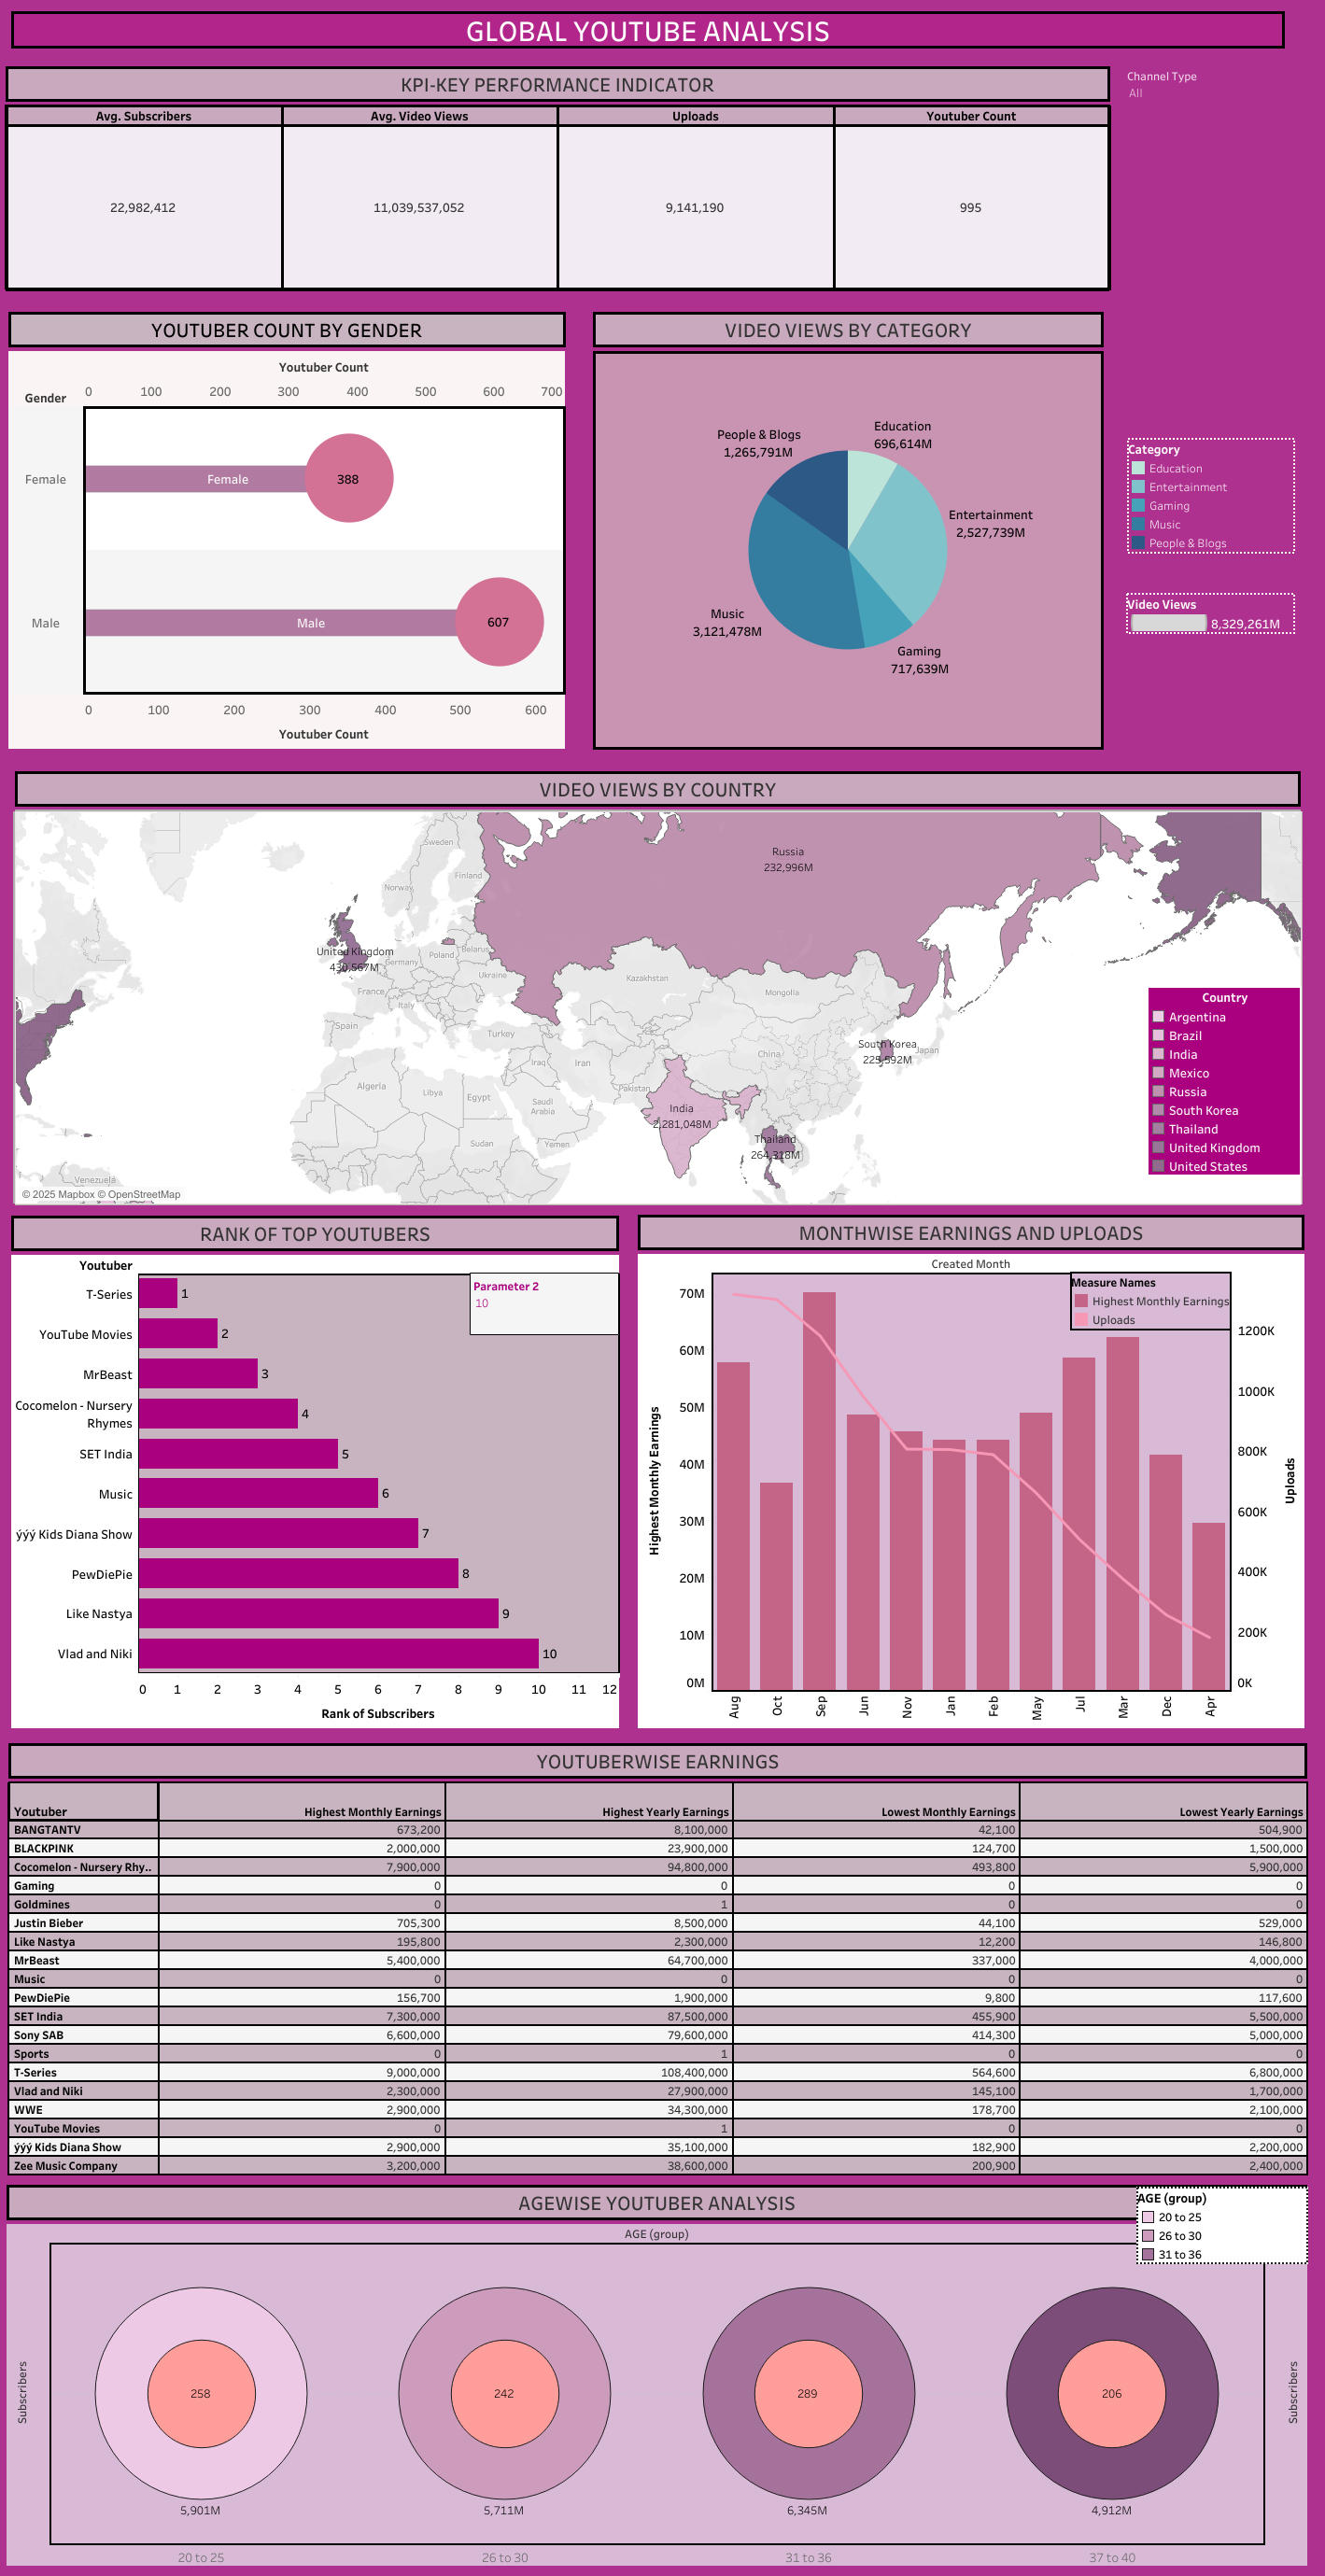 GLOBAL YOUTUBE ANALYSIS
KPI-KEY PERFORMANCE INDICATOR
Channel Type
All
Avg. Subscribers Avg. Video Views Uploads Youtuber Count
22,982,412 11,039,537,052 9,141,190 995
YOUTUBER COUNT BY GENDER
Youtuber Count
Gender
0 100 200 300 400 500 600 700
Female Female 388
Male Male 607
0 100 200 300 400 500 600
Youtuber Count
VIDEO VIEWS BY CATEGORY
Education
696,614M
People & Blogs
1,265,791M
Entertainment
2,527,739M
Music
3,121,478M
Gaming
717,639M
Category
Education
Entertainment
Gaming
Music
People & Blogs
Video Views
8,329,261M
VIDEO VIEWS BY COUNTRY
Sweden
Russia
232,996M
Finland
Norway
United Kingdom
430,567M
Poland
Belarus
Germany
Ukraine
Kazakhstan
Mongolia
France
Italy
Spain
Turkey
South Korea
225,592M
Japan
China
Iraq
Iran
Pakistan
Algeria
Libya
Egypt
Saudi
Arabia
India
2,281,048M
Thailand
264,318M
Sudan
Yemen
Venezuela
© 2025 Mapbox © OpenStreetMap
Country
Argentina
Brazil
India
Mexico
Russia
South Korea
Thailand
United Kingdom
United States
RANK OF TOP YOUTUBERS
Youtuber
Parameter 2
10
T-Series 1
YouTube Movies 2
MrBeast 3
Cocomelon - Nursery
Rhymes 4
SET India 5
Music 6
ýýý Kids Diana Show 7
PewDiePie 8
Like Nastya 9
Vlad and Niki 10
0 1 2 3 4 5 6 7 8 9 10 11 12
Rank of Subscribers
MONTHWISE EARNINGS AND UPLOADS
Created Month
Measure Names
Highest Monthly Earnings
Uploads
70M
60M
50M
40M
30M
20M
10M
0M
Highest Monthly Earnings
1200K
1000K
800K
600K
400K
200K
0K
Uploads
Aug Oct Sep Jun Nov Jan Feb May Jul Mar Dec Apr
YOUTUBERWISE EARNINGS
Youtuber Highest Monthly Earnings Highest Yearly Earnings Lowest Monthly Earnings Lowest Yearly Earnings
BANGTANTV 673,200 8,100,000 42,100 504,900
BLACKPINK 2,000,000 23,900,000 124,700 1,500,000
Cocomelon - Nursery Rhy.. 7,900,000 94,800,000 493,800 5,900,000
Gaming 0 0 0 0
Goldmines 0 1 0 0
Justin Bieber 705,300 8,500,000 44,100 529,000
Like Nastya 195,800 2,300,000 12,200 146,800
MrBeast 5,400,000 64,700,000 337,000 4,000,000
Music 0 0 0 0
PewDiePie 156,700 1,900,000 9,800 117,600
SET India 7,300,000 87,500,000 455,900 5,500,000
Sony SAB 6,600,000 79,600,000 414,300 5,000,000
Sports 0 1 0 0
T-Series 9,000,000 108,400,000 564,600 6,800,000
Vlad and Niki 2,300,000 27,900,000 145,100 1,700,000
WWE 2,900,000 34,300,000 178,700 2,100,000
YouTube Movies 0 1 0 0
ýýý Kids Diana Show 2,900,000 35,100,000 182,900 2,200,000
Zee Music Company 3,200,000 38,600,000 200,900 2,400,000
AGEWISE YOUTUBER ANALYSIS
AGE (group)
20 to 25
26 to 30
31 to 36
AGE (group)
Subscribers
258 242 289 206
Subscribers
5,901M 5,711M 6,345M 4,912M
20 to 25 26 to 30 31 to 36 37 to 40